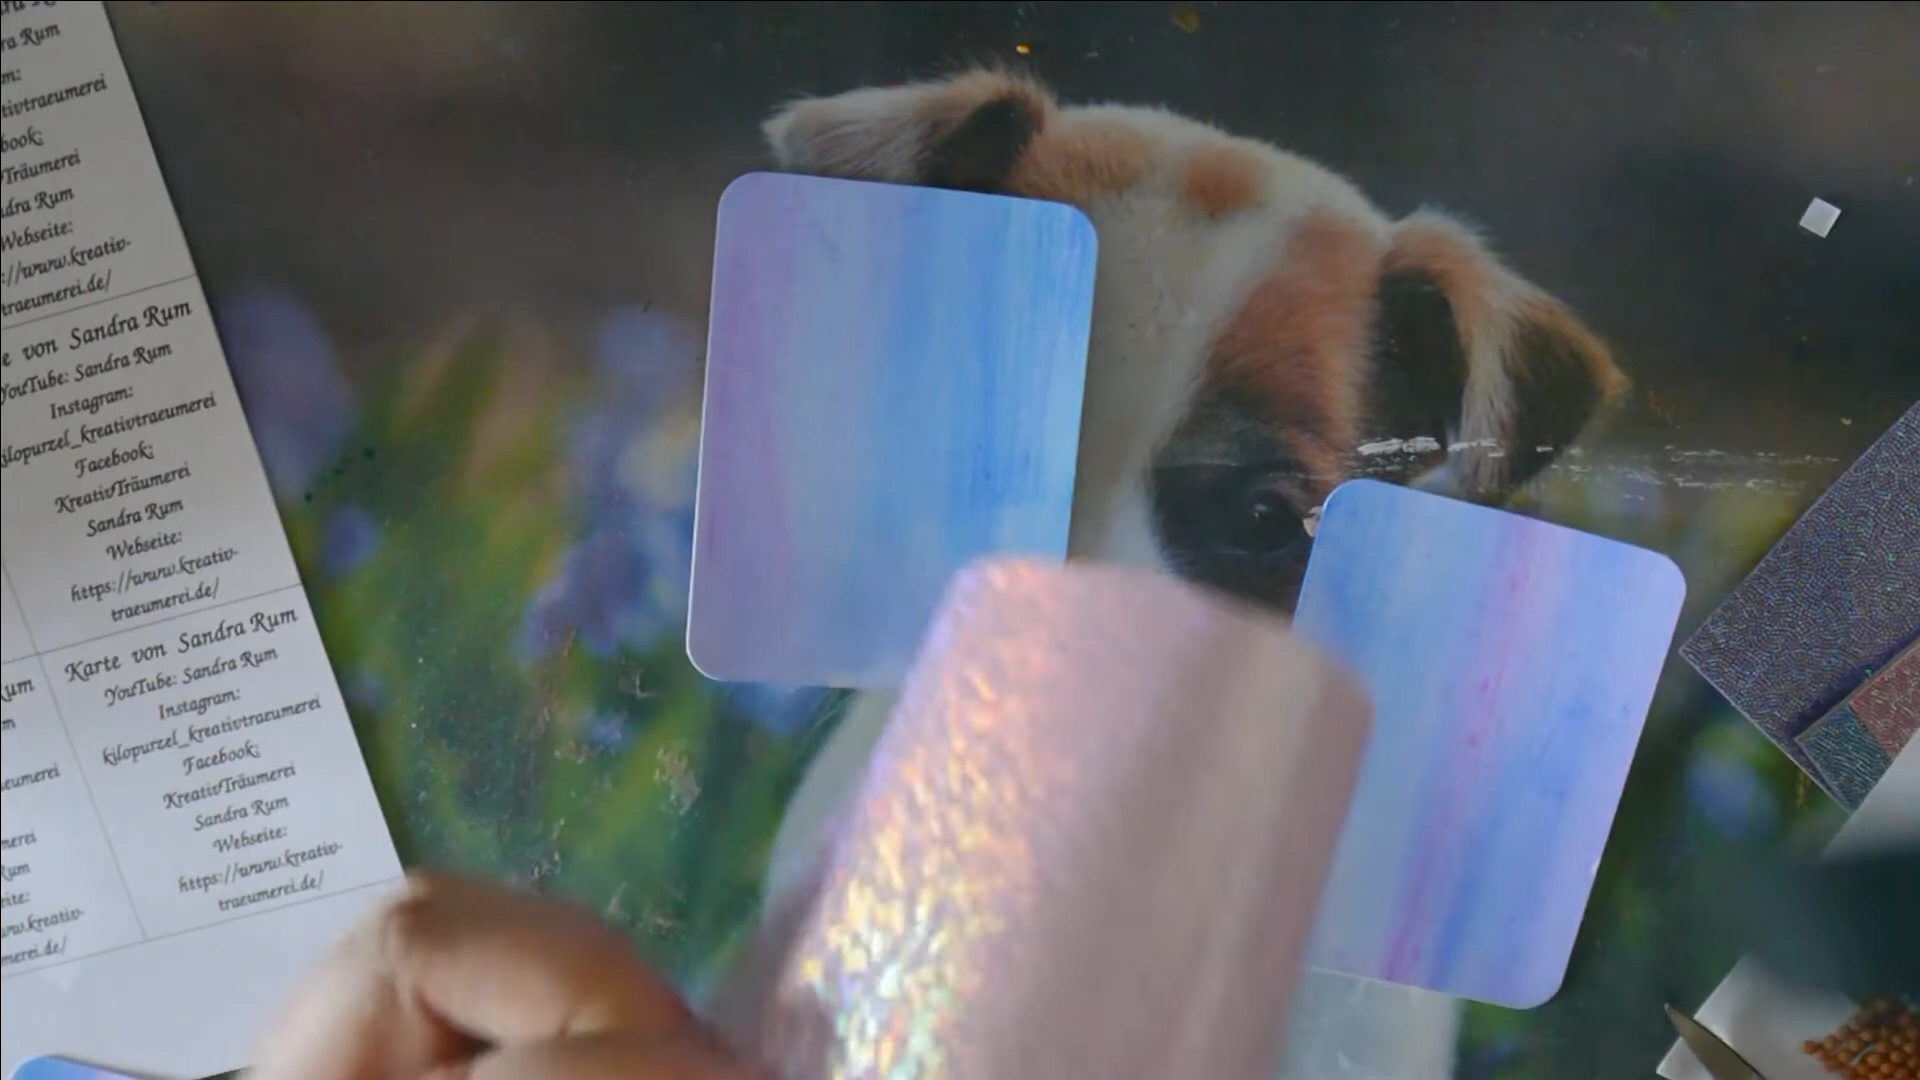 ra Rum
tivtraeumerei
book:
Träumerei
dra Rum
Webseite:
://www.kreativ-
traeumerei.de/
e von Sandra Rum
YouTube: Sandra Rum
Instagram:
kilopurzel_kreativtraeumerei
Facebook:
KreativTräumerei
Sandra Rum
Webseite:
https://www.kreativ-
traeumerei.de/
Karte von Sandra Rum
YouTube: Sandra Rum
Instagram:
kilopurzel_kreativtraeumerei
Facebook:
KreativTräumerei
Sandra Rum
Webseite:
https://www.kreativ-
traeumerei.de/